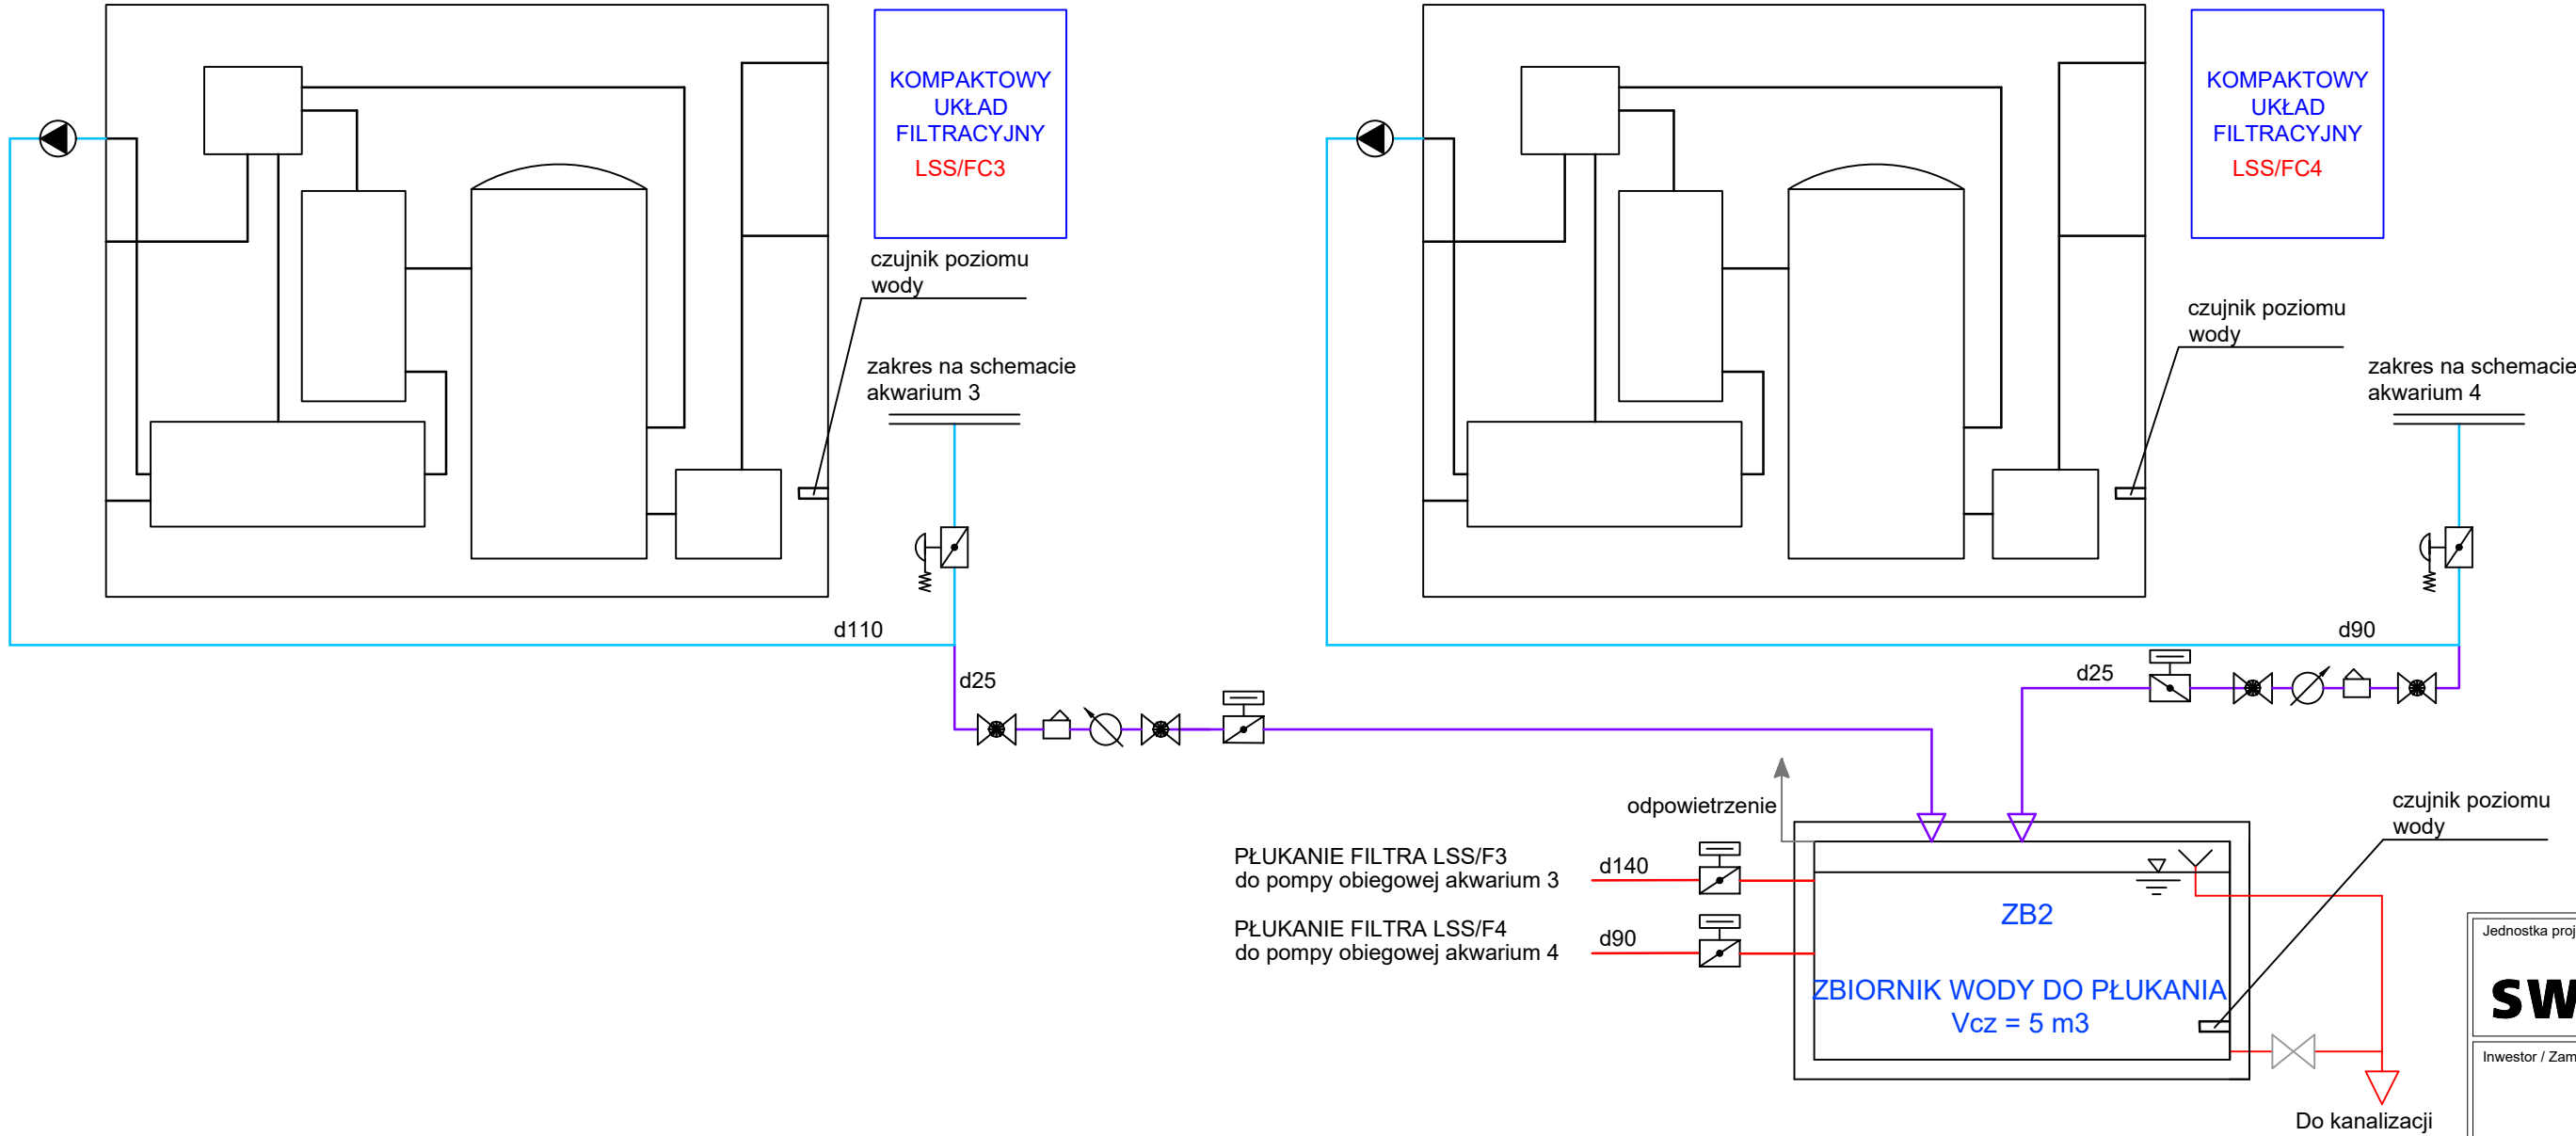 KOMPAKTOWY
UKŁAD
FILTRACYJNY
LSS/FC3
KOMPAKTOWY
UKŁAD
FILTRACYJNY
LSS/FC4
czujnik poziomu
wody
zakres na schemacie
akwarium 3
czujnik poziomu
wody
zakres na schemacie
akwarium 4
d110
d25
d90
d25
odpowietrzenie
czujnik poziomu
wody
PŁUKANIE FILTRA LSS/F3
do pompy obiegowej akwarium 3
d140
PŁUKANIE FILTRA LSS/F4
do pompy obiegowej akwarium 4
d90
ZB2
ZBIORNIK WODY DO PŁUKANIA
Vcz = 5 m3
Do kanalizacji
Jednostka proj
SW
Inwestor / Zam